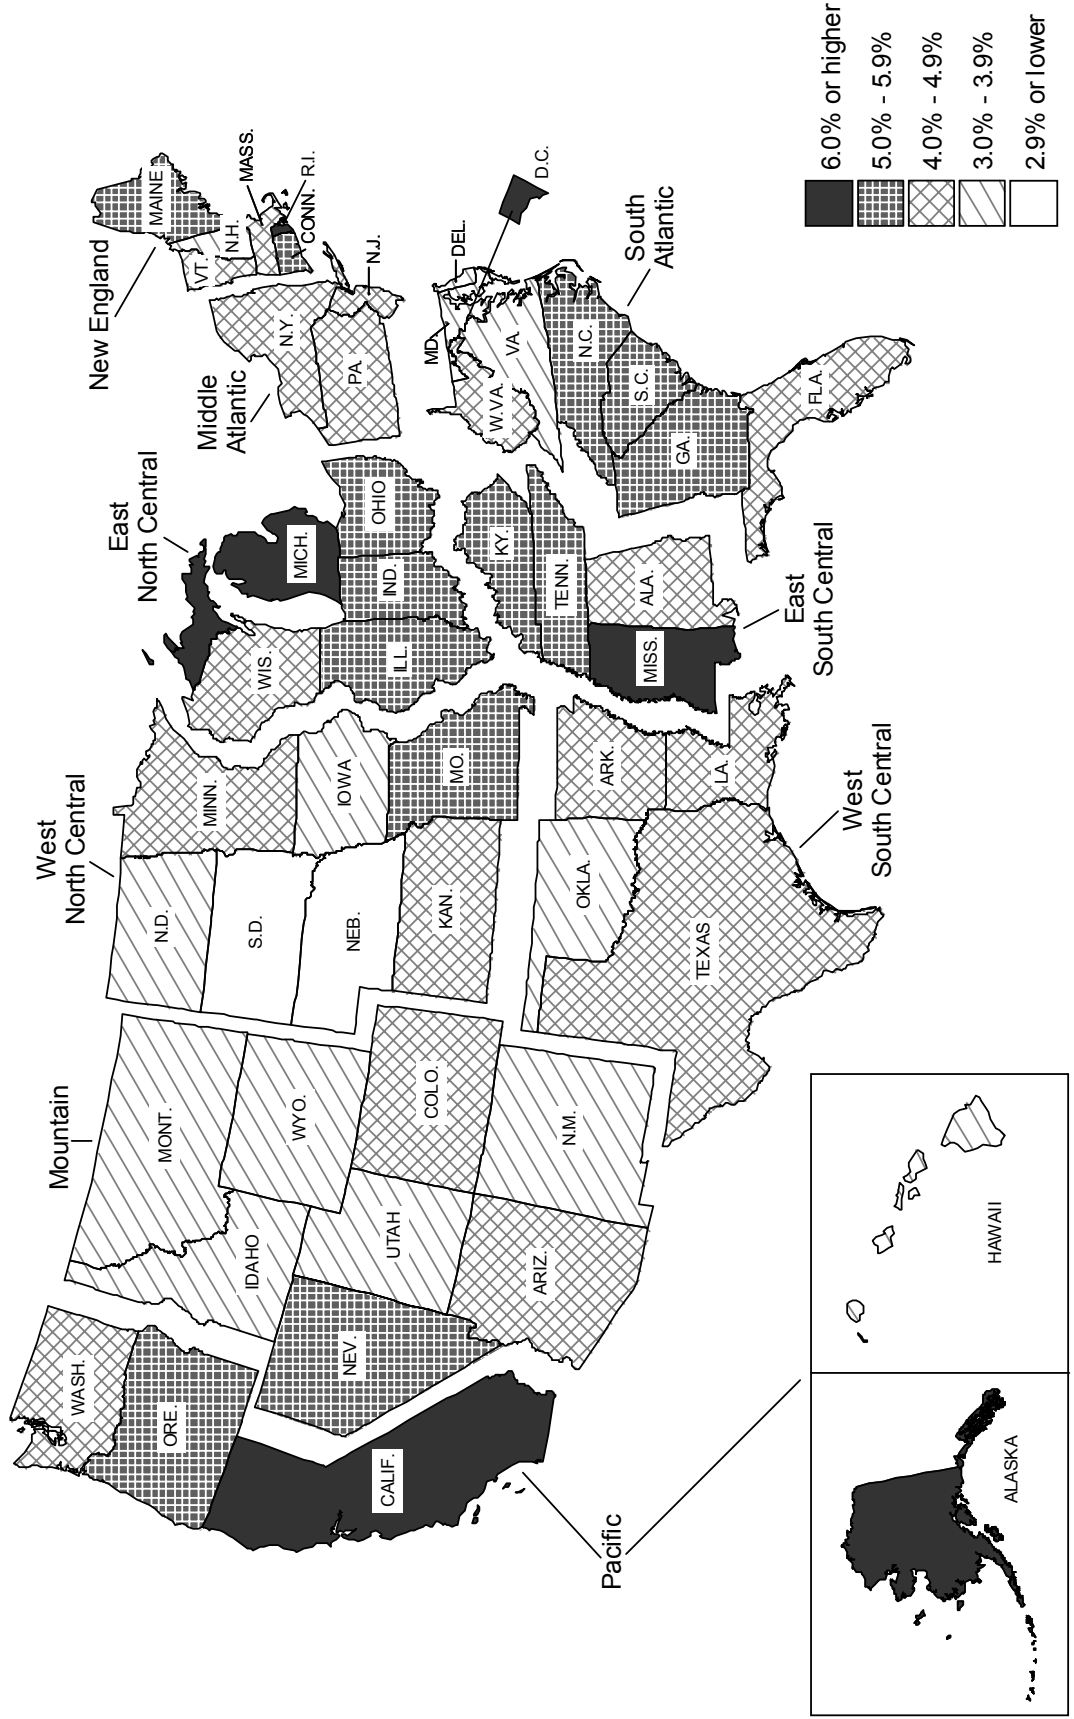 New England
Middle
Atlantic
East
North Central
West
North Central
Mountain
Pacific
South
Atlantic
East
South Central
West
South Central
WASH.
ORE.
CALIF.
NEV.
IDAHO
MONT.
WYO.
UTAH
COLO.
ARIZ.
N.M.
N.D.
S.D.
NEB.
KAN.
MINN.
IOWA
MO.
OKLA.
TEXAS
ARK.
LA.
WIS.
MICH.
ILL.
IND.
OHIO
KY.
TENN.
MISS.
ALA.
N.Y.
PA.
N.J.
MAINE
VT.
N.H.
MASS.
R.I.
CONN.
DEL.
MD.
D.C.
VA.
W.VA.
N.C.
S.C.
GA.
FLA.
ALASKA
HAWAII
6.0% or higher
5.0% - 5.9%
4.0% - 4.9%
3.0% - 3.9%
2.9% or lower